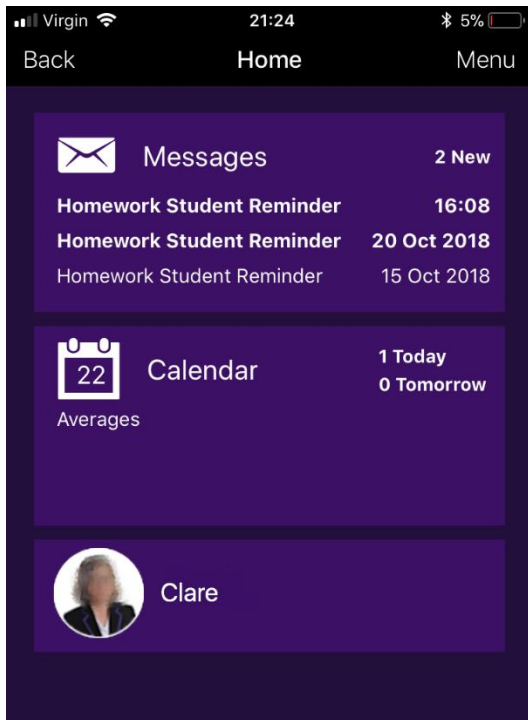 Virgin 21:24 5%
Back Home Menu
Messages 2 New
Homework Student Reminder 16:08
Homework Student Reminder 20 Oct 2018
Homework Student Reminder 15 Oct 2018
22 Calendar 1 Today
0 Tomorrow
Averages
Clare